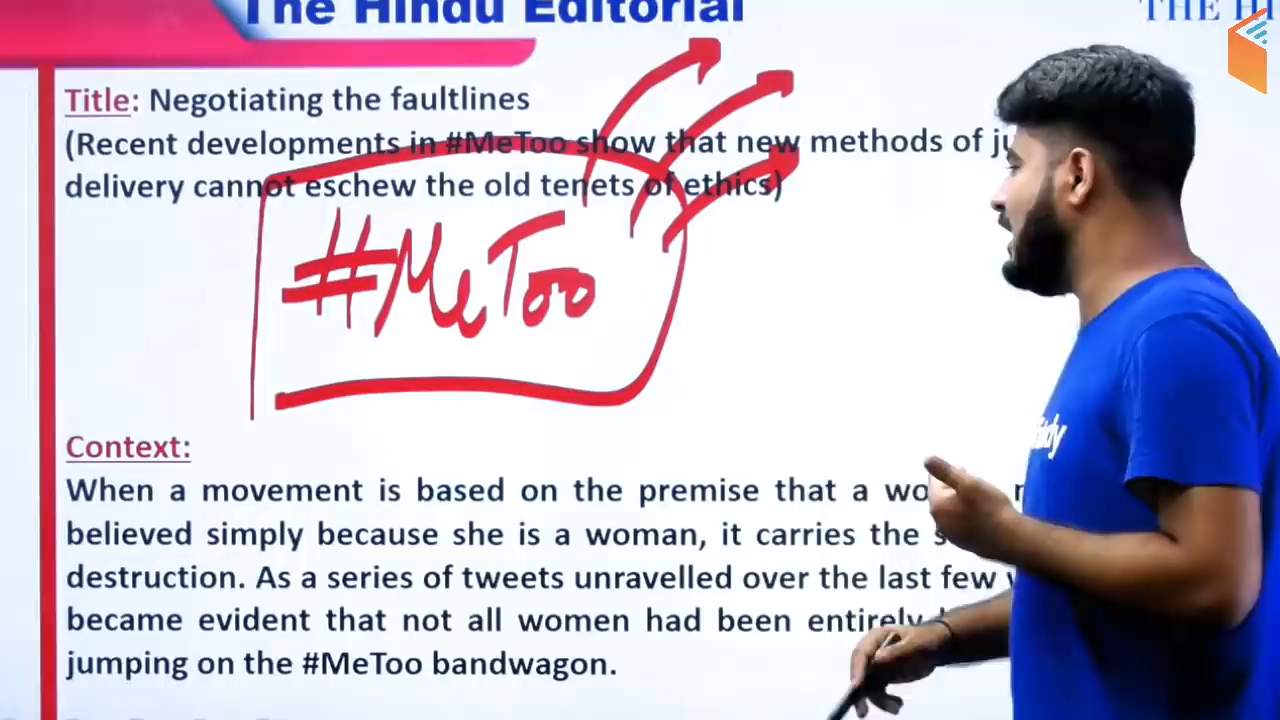 The Hindu Editorial
THE HI
Title: Negotiating the faultlines
(Recent developments in #MeToo show that new methods of
delivery cannot eschew the old tenets of ethics)
#MeToo
Context:
When a movement is based on the premise that a
believed simply because she is a woman, it carries the
destruction. As a series of tweets unravelled over the last few
became evident that not all women had been entirely
jumping on the #MeToo bandwagon.